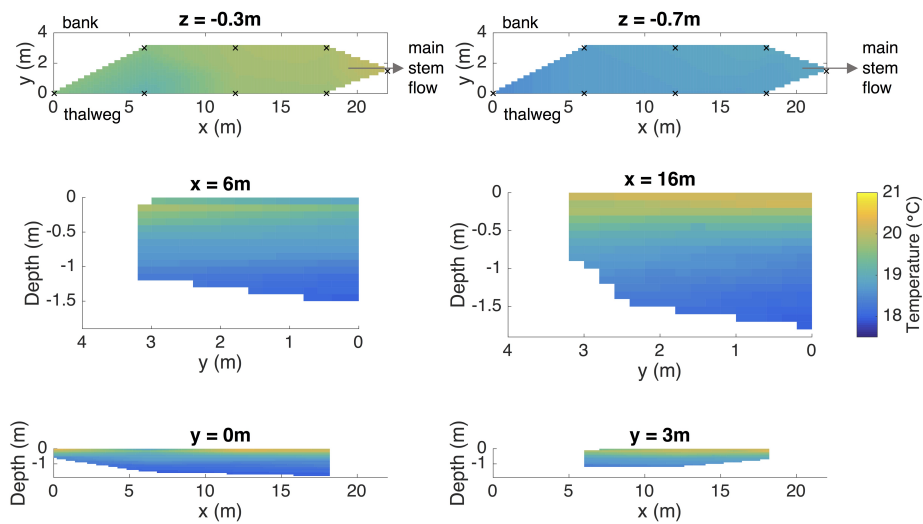 bank
z = -0.3m
4
2
0
y (m)
0
5
10
15
20
x (m)
thalweg
main
stem
flow
bank
z = -0.7m
4
2
0
y (m)
0
5
10
15
20
x (m)
thalweg
main
stem
flow
x = 6m
0
-0.5
-1
-1.5
Depth (m)
4
3
2
1
0
y (m)
x = 16m
0
-0.5
-1
-1.5
Depth (m)
4
3
2
1
0
y (m)
21
20
19
18
Temperature (°C)
y = 0m
0
-1
Depth (m)
0
5
10
15
20
x (m)
y = 3m
0
-1
Depth (m)
0
5
10
15
20
x (m)